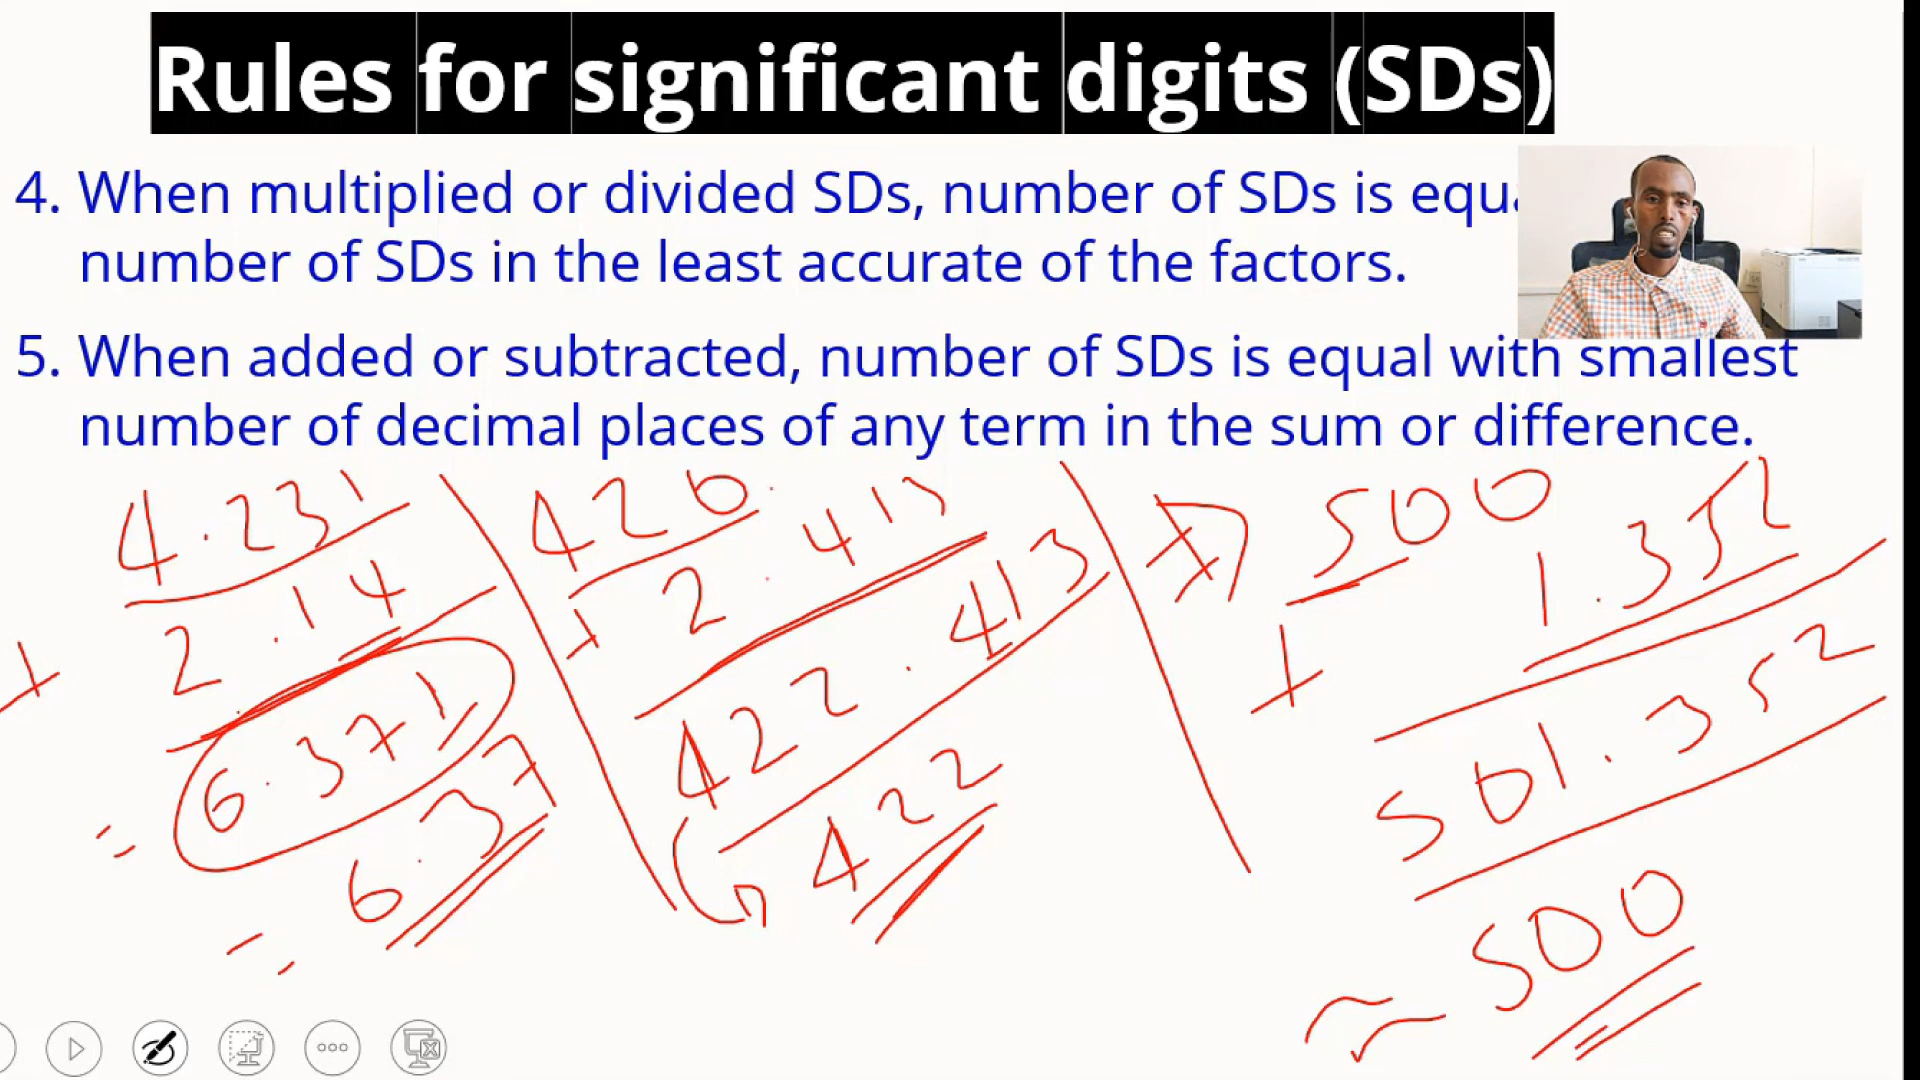 Rules for significant digits (SDs)
4. When multiplied or divided SDs, number of SDs is equa
number of SDs in the least accurate of the factors.
5. When added or subtracted, number of SDs is equal with smallest
number of decimal places of any term in the sum or difference.
4.231
+ 2.14
= 6.371
= 6.37
420.
+ 2.413
422.413
422
500
+ 1.352
501.352
≈ 500